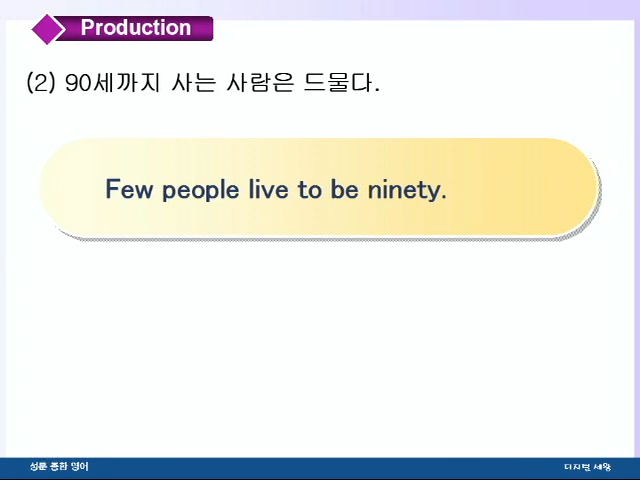 Production
(2) 90세까지 사는 사람은 드물다.
Few people live to be ninety.
성문 종합 영어
디지털 세왕